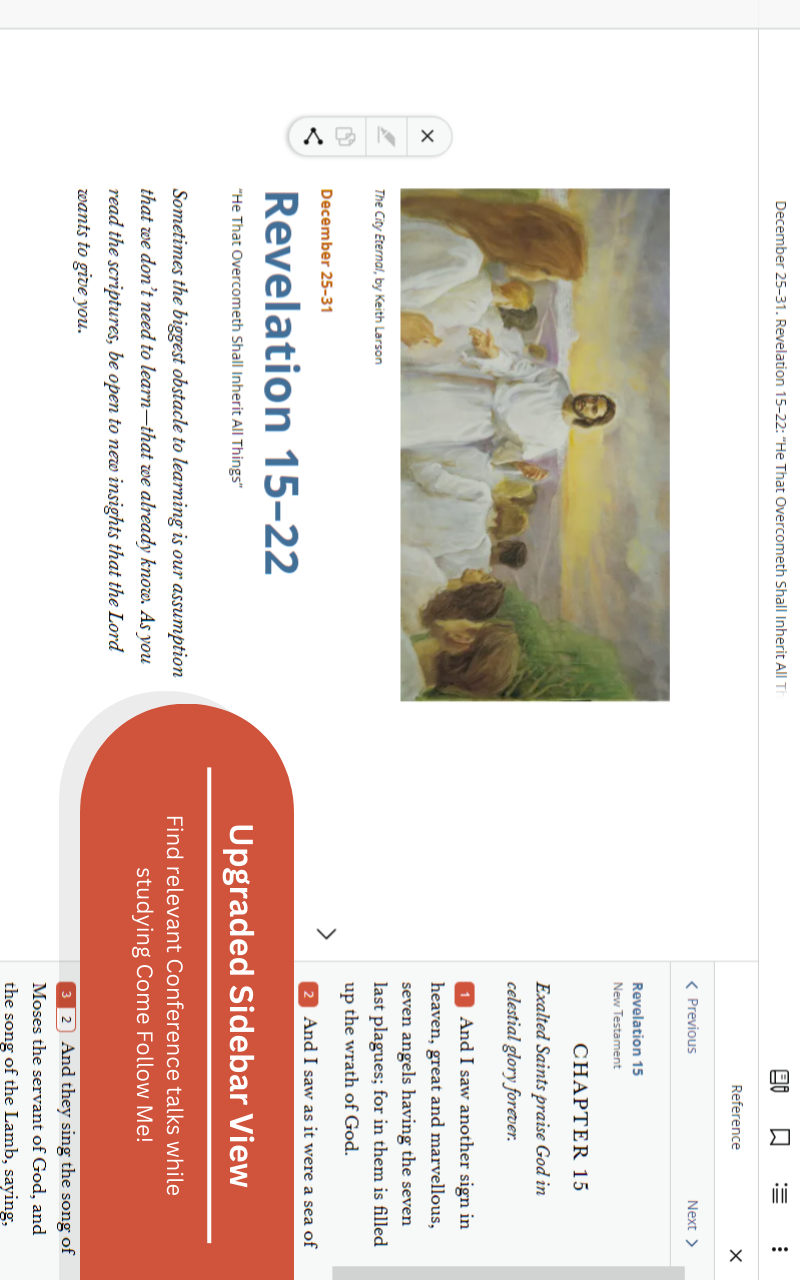 December 25–31. Revelation 15–22: “He That Overcometh Shall Inherit All Th
The City Eternal, by Keith Larson
December 25–31
Revelation 15–22
“He That Overcometh Shall Inherit All Things”
Sometimes the biggest obstacle to learning is our assumption
that we don’t need to learn—that we already know. As you
read the scriptures, be open to new insights that the Lord
wants to give you.
Reference
Previous
Next
Revelation 15
New Testament
CHAPTER 15
Exalted Saints praise God in
celestial glory forever.
1 And I saw another sign in
heaven, great and marvellous,
seven angels having the seven
last plagues; for in them is filled
up the wrath of God.
2 And I saw as it were a sea of
3 2 And they sing the song of
Moses the servant of God, and
the song of the Lamb, saying,
Upgraded Sidebar View
Find relevant Conference talks while
studying Come Follow Me!